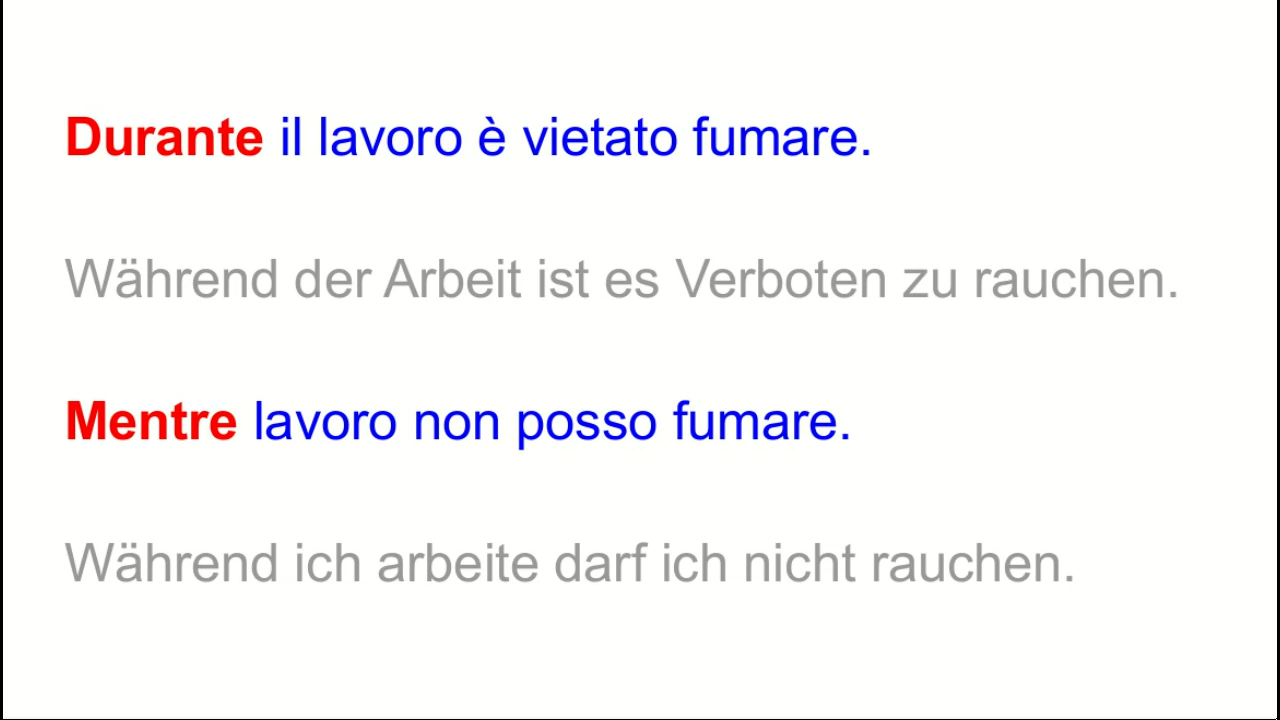 Durante il lavoro è vietato fumare.
Während der Arbeit ist es Verboten zu rauchen.
Mentre lavoro non posso fumare.
Während ich arbeite darf ich nicht rauchen.